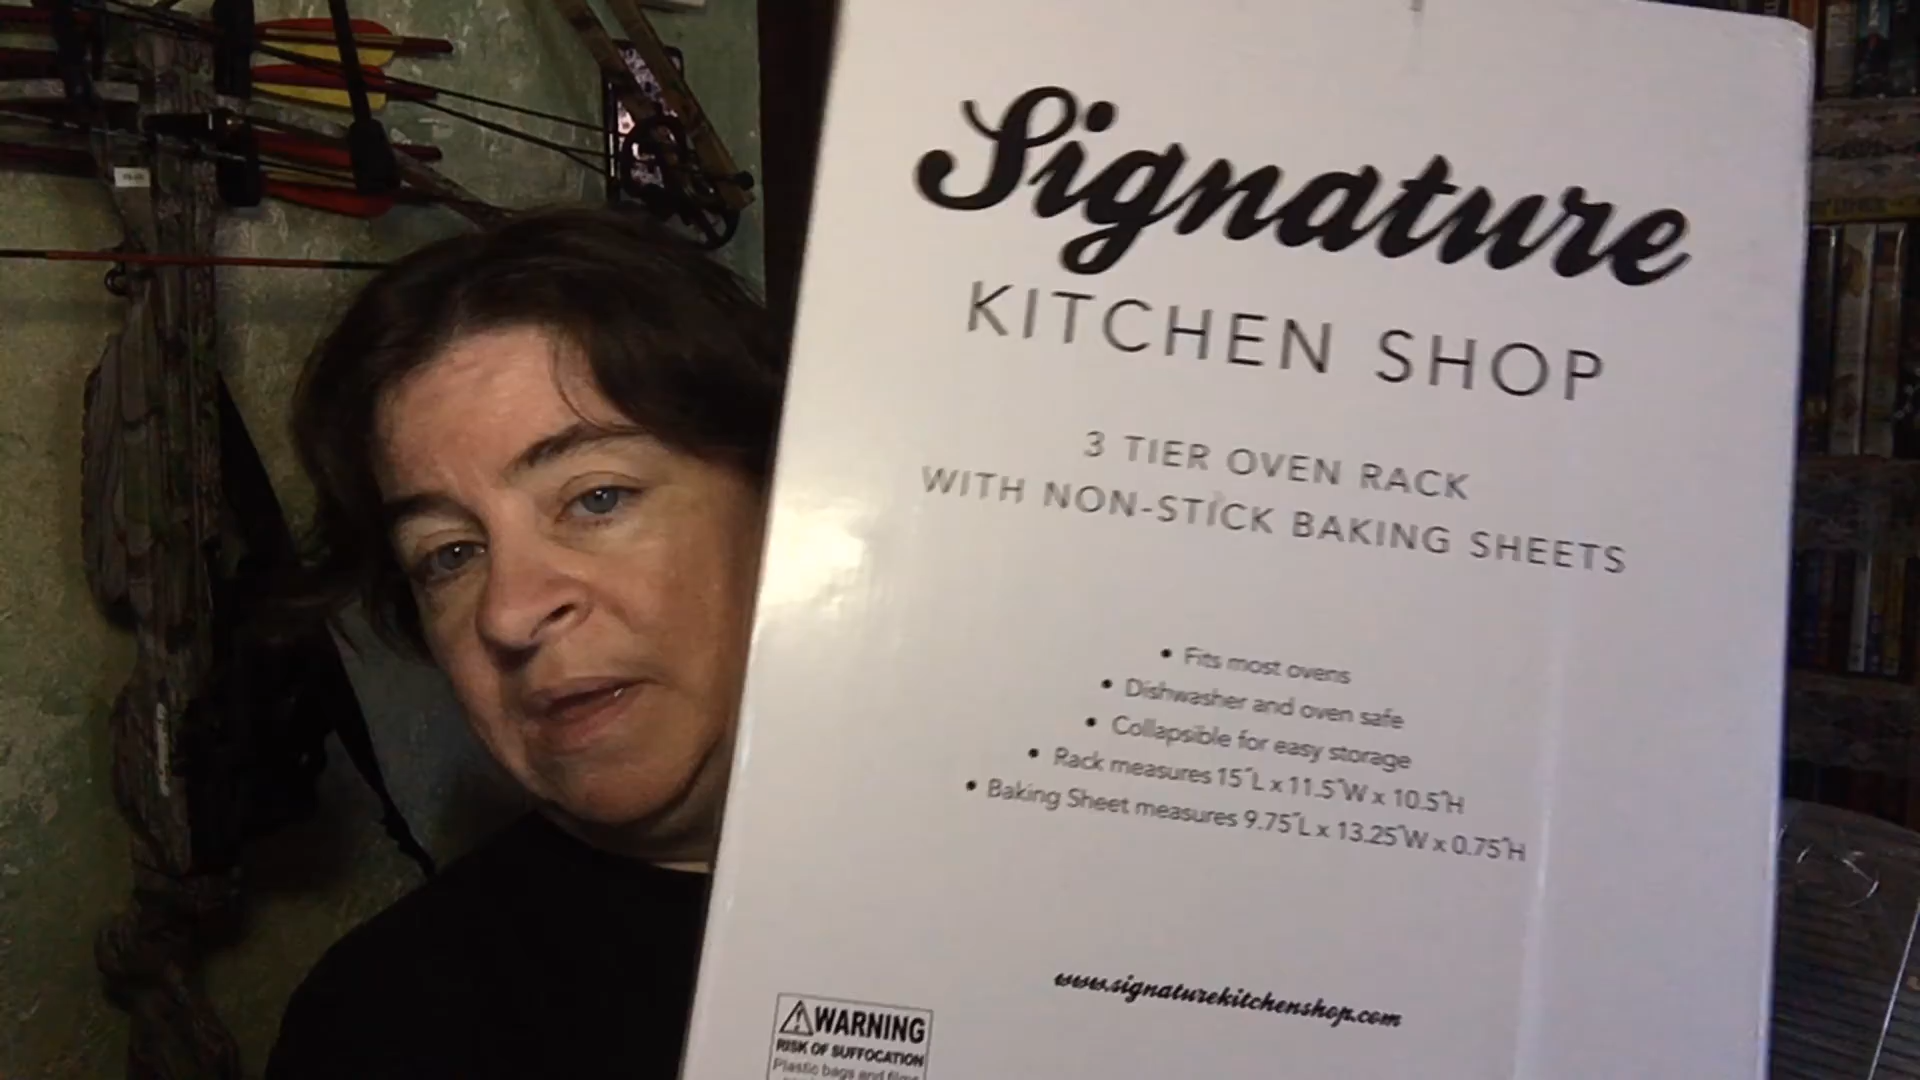 Signature
KITCHEN SHOP
3 TIER OVEN RACK
WITH NON-STICK BAKING SHEETS
• Fits most ovens
• Dishwasher and oven safe
• Collapsible for easy storage
• Rack measures 15"L x 11.5"W x 10.5"H
• Baking Sheet measures 9.75"L x 13.25"W x 0.75"H
www.signaturekitchenshop.com
WARNING
RISK OF SUFFOCATION
Plastic bags and films